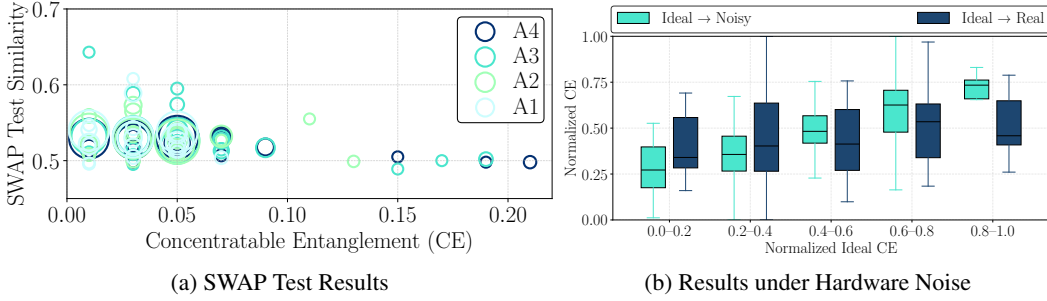 0.7
0.6
0.5
SWAP Test Similarity
0.00
0.05
0.10
0.15
0.20
Concentratable Entanglement (CE)
A4
A3
A2
A1
(a) SWAP Test Results
Ideal → Noisy
Ideal → Real
1.00
0.75
0.50
0.25
0.00
Normalized CE
0.0–0.2
0.2–0.4
0.4–0.6
0.6–0.8
0.8–1.0
Normalized Ideal CE
(b) Results under Hardware Noise